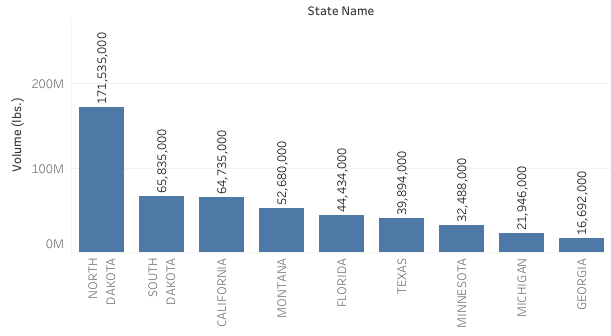 State Name
Volume (lbs.)
200M
100M
0M
171,535,000
65,835,000
64,735,000
52,680,000
44,434,000
39,894,000
32,488,000
21,946,000
16,692,000
NORTH
DAKOTA
SOUTH
DAKOTA
CALIFORNIA
MONTANA
FLORIDA
TEXAS
MINNESOTA
MICHIGAN
GEORGIA